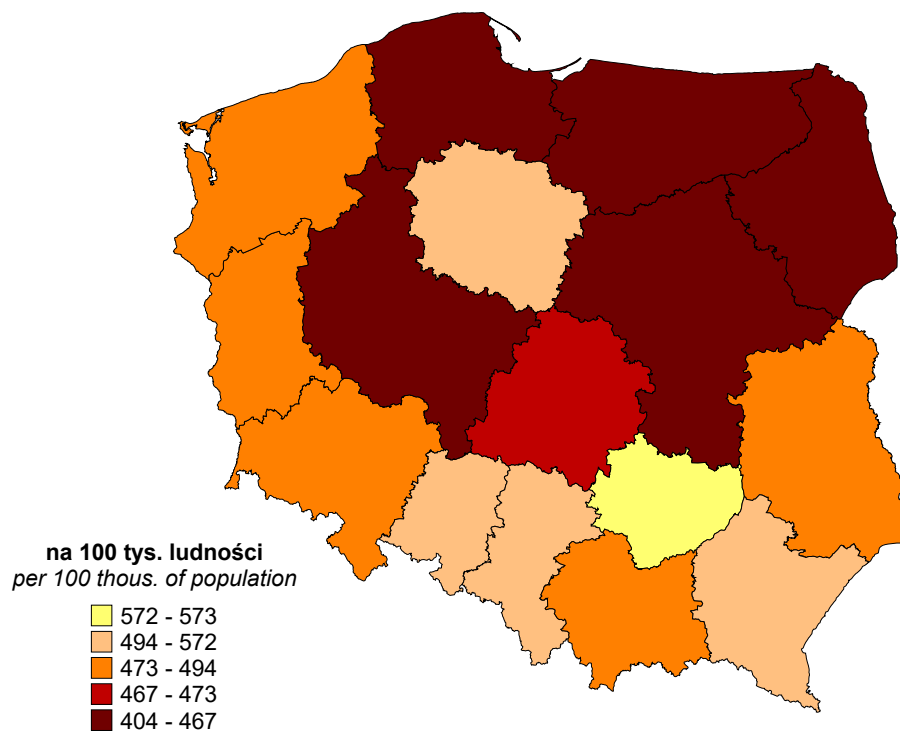 na 100 tys. ludności
per 100 thous. of population
572 - 573
494 - 572
473 - 494
467 - 473
404 - 467